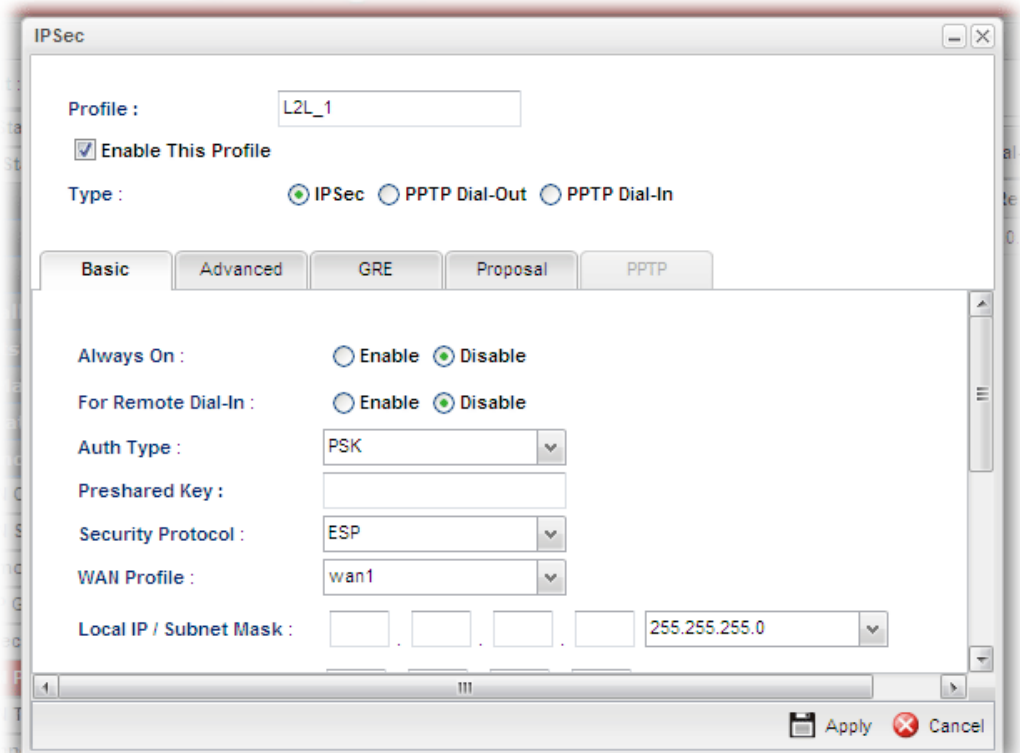 IPSec
Profile : L2L_1
Enable This Profile
Type : IPSec PPTP Dial-Out PPTP Dial-In
Basic Advanced GRE Proposal PPTP
Always On : Enable Disable
For Remote Dial-In : Enable Disable
Auth Type : PSK
Preshared Key :
Security Protocol : ESP
WAN Profile : wan1
Local IP / Subnet Mask : . . . 255.255.255.0
Apply Cancel